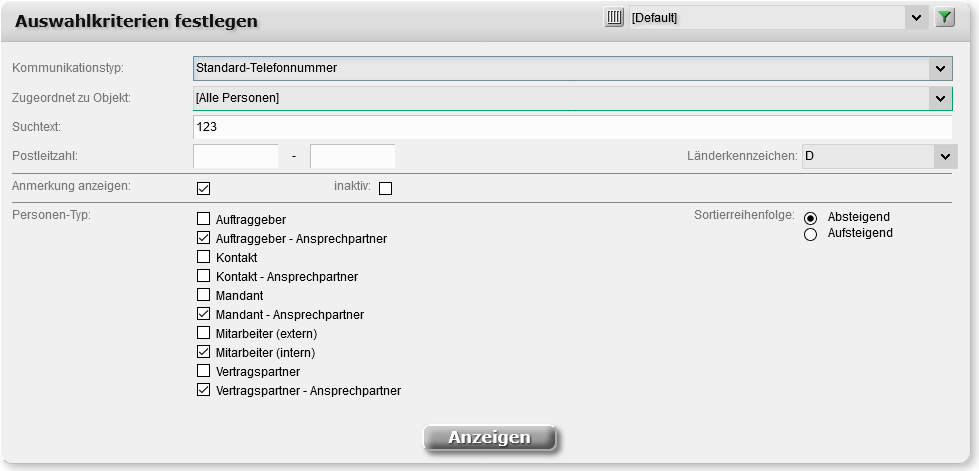 Auswahlkriterien festlegen [Default]
Kommunikationstyp: Standard-Telefonnummer
Zugeordnet zu Objekt: [Alle Personen]
Suchtext: 123
Postleitzahl: - Länderkennzeichen: D
Anmerkung anzeigen: inaktiv:
Personen-Typ: Auftraggeber Sortierreihenfolge: Absteigend
Auftraggeber - Ansprechpartner Aufsteigend
Kontakt
Kontakt - Ansprechpartner
Mandant
Mandant - Ansprechpartner
Mitarbeiter (extern)
Mitarbeiter (intern)
Vertragspartner
Vertragspartner - Ansprechpartner
Anzeigen